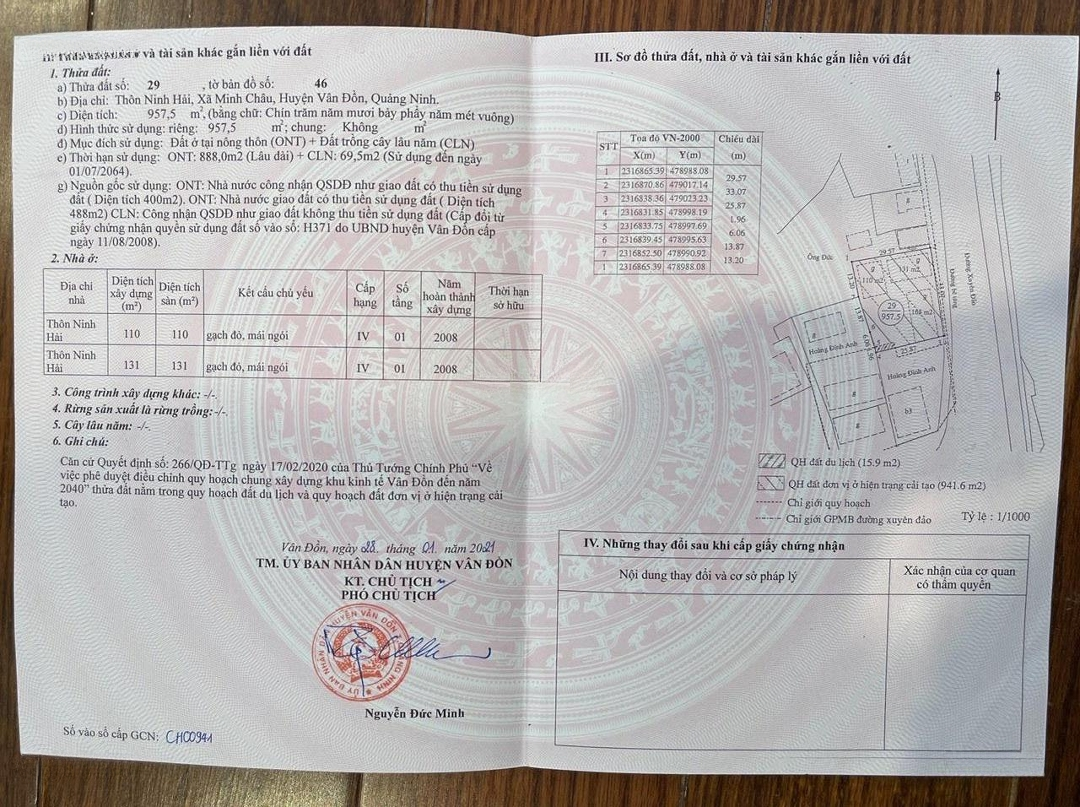 và tài sản khác gắn liền với đất
1. Thửa đất:
a) Thửa đất số: 29 , tờ bản đồ số: 46
b) Địa chỉ: Thôn Ninh Hải, Xã Minh Châu, Huyện Vân Đồn, Quảng Ninh.
c) Diện tích: 957,5 m², (bằng chữ: Chín trăm năm mươi bảy phẩy năm mét vuông)
d) Hình thức sử dụng: riêng: 957,5 m²; chung: Không m²
đ) Mục đích sử dụng: Đất ở tại nông thôn (ONT) + Đất trồng cây lâu năm (CLN)
e) Thời hạn sử dụng: ONT: 888,0m2 (Lâu dài) + CLN: 69,5m2 (Sử dụng đến ngày
01/07/2064).
g) Nguồn gốc sử dụng: ONT: Nhà nước công nhận QSDĐ như giao đất có thu tiền sử dụng
đất ( Diện tích 400m2). ONT: Nhà nước giao đất có thu tiền sử dụng đất ( Diện tích
488m2) CLN: Công nhận QSDĐ như giao đất không thu tiền sử dụng đất (Cấp đổi từ
giấy chứng nhận quyền sử dụng đất số vào sổ: H371 do UBND huyện Vân Đồn cấp
ngày 11/08/2008).
2. Nhà ở:
Địa chỉ nhà Diện tích xây dựng (m²) Diện tích sàn (m²) Kết cấu chủ yếu Cấp hạng Số tầng Năm hoàn thành xây dựng Thời hạn sở hữu
Thôn Ninh Hải 110 110 gạch đỏ, mái ngói IV 01 2008
Thôn Ninh Hải 131 131 gạch đỏ, mái ngói IV 01 2008
3. Công trình xây dựng khác: -/-.
4. Rừng sản xuất là rừng trồng:-/-.
5. Cây lâu năm: -/-.
6. Ghi chú:
Căn cứ Quyết định số: 266/QĐ-TTg ngày 17/02/2020 của Thủ Tướng Chính Phủ "Về
việc phê duyệt điều chỉnh quy hoạch chung xây dựng khu kinh tế Vân Đồn đến năm
2040" thửa đất nằm trong quy hoạch đất du lịch và quy hoạch đất đơn vị ở hiện trạng cải
tạo.
Vân Đồn, ngày 28 tháng 01 năm 2021
TM. ỦY BAN NHÂN DÂN HUYỆN VÂN ĐỒN
KT. CHỦ TỊCH
PHÓ CHỦ TỊCH
Nguyễn Đức Minh
Số vào sổ cấp GCN: CH00941
III. Sơ đồ thửa đất, nhà ở và tài sản khác gắn liền với đất
B
STT Toạ độ VN-2000 Chiều dài
X(m) Y(m) (m)
1 2316865.39 478988.08
29.57
2 2316870.86 479017.14
33.07
3 2316838.36 479023.23
25.87
4 2316831.85 478998.19
1.96
5 2316833.75 478997.69
6.06
6 2316839.45 478995.63
13.87
7 2316852.50 478990.92
13.20
1 2316865.39 478988.08
Ông Đức
29.57
13.20
110 m2
131 m2
29
957.5
13.87
6.06
25.87
Hoàng Đình Anh
Hoàng Đình Anh
b3
Đường Xuyên Đảo
QH đất du lịch (15.9 m2)
QH đất đơn vị ở hiện trạng cải tạo (941.6 m2)
Chỉ giới quy hoạch
Chỉ giới GPMB đường xuyên đảo
Tỷ lệ : 1/1000
IV. Những thay đổi sau khi cấp giấy chứng nhận
Nội dung thay đổi và cơ sở pháp lý
Xác nhận của cơ quan có thẩm quyền